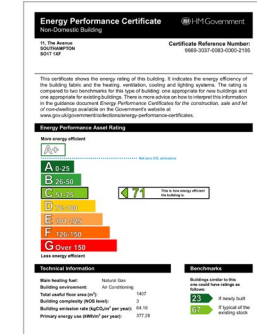 Energy Performance Certificate
HM Government
Non-Domestic Building
11, The Avenue
SOUTHAMPTON
SO17 1XF
Certificate Reference Number:
9669-3037-0083-0000-2195
This certificate shows the energy rating of this building. It indicates the energy efficiency of
the building fabric and the heating, ventilation, cooling and lighting systems. The rating is
compared to two benchmarks for this type of building: one appropriate for new buildings and
one appropriate for existing buildings. There is more advice on how to interpret this information
in the guidance document Energy Performance Certificates for the construction, sale and let
of non-dwellings available on the Government's website at
www.gov.uk/government/collections/energy-performance-certificates.
Energy Performance Asset Rating
More energy efficient
A+
Net zero CO₂ emissions
A 0-25
B 26-50
C 51-75
71
This is how energy efficient
the building is.
D 76-100
E 101-125
F 126-150
G Over 150
Less energy efficient
Technical Information
Main heating fuel: Natural Gas
Building environment: Air Conditioning
Total useful floor area (m²): 1407
Building complexity (NOS level): 3
Building emission rate (kgCO₂/m² per year): 64.18
Primary energy use (kWh/m² per year): 377.28
Benchmarks
Buildings similar to this
one could have ratings as
follows:
23 If newly built
67 If typical of the
existing stock